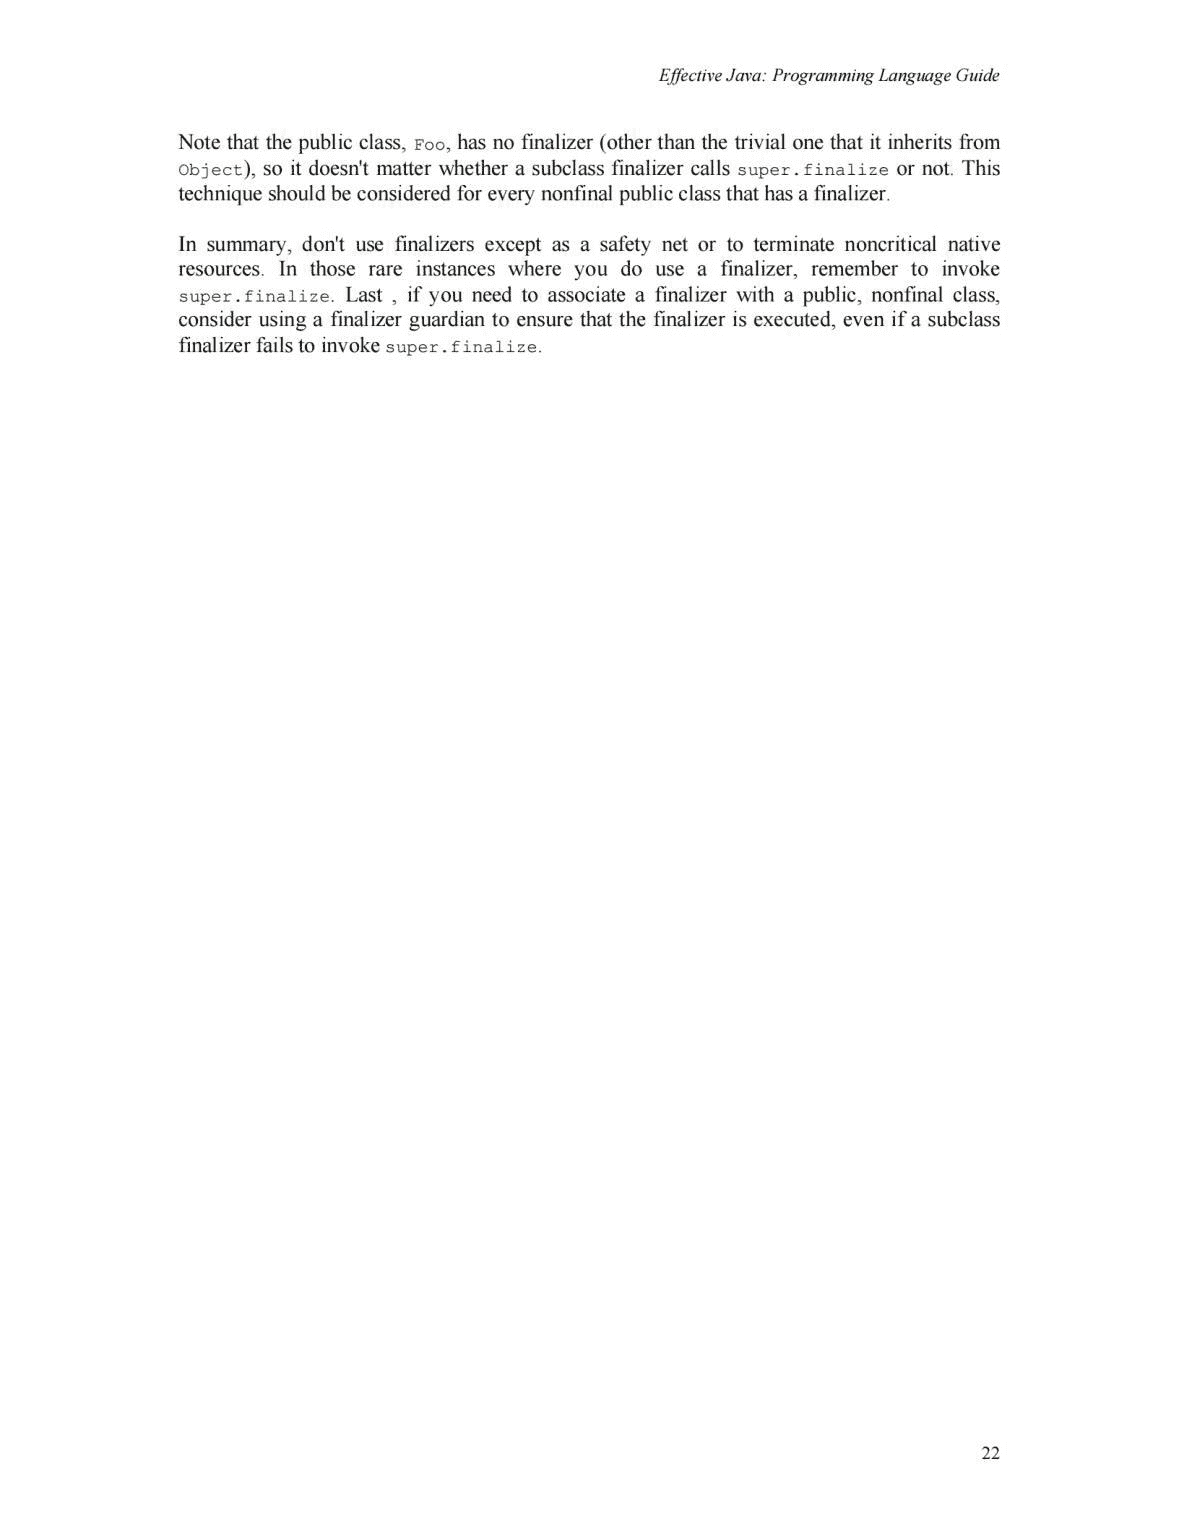 Effective Java: Programming Language Guide
Note that the public class, Foo, has no finalizer (other than the trivial one that it inherits from
Object), so it doesn't matter whether a subclass finalizer calls super.finalize or not. This
technique should be considered for every nonfinal public class that has a finalizer.
In summary, don't use finalizers except as a safety net or to terminate noncritical native
resources. In those rare instances where you do use a finalizer, remember to invoke
super.finalize. Last , if you need to associate a finalizer with a public, nonfinal class,
consider using a finalizer guardian to ensure that the finalizer is executed, even if a subclass
finalizer fails to invoke super.finalize.
22